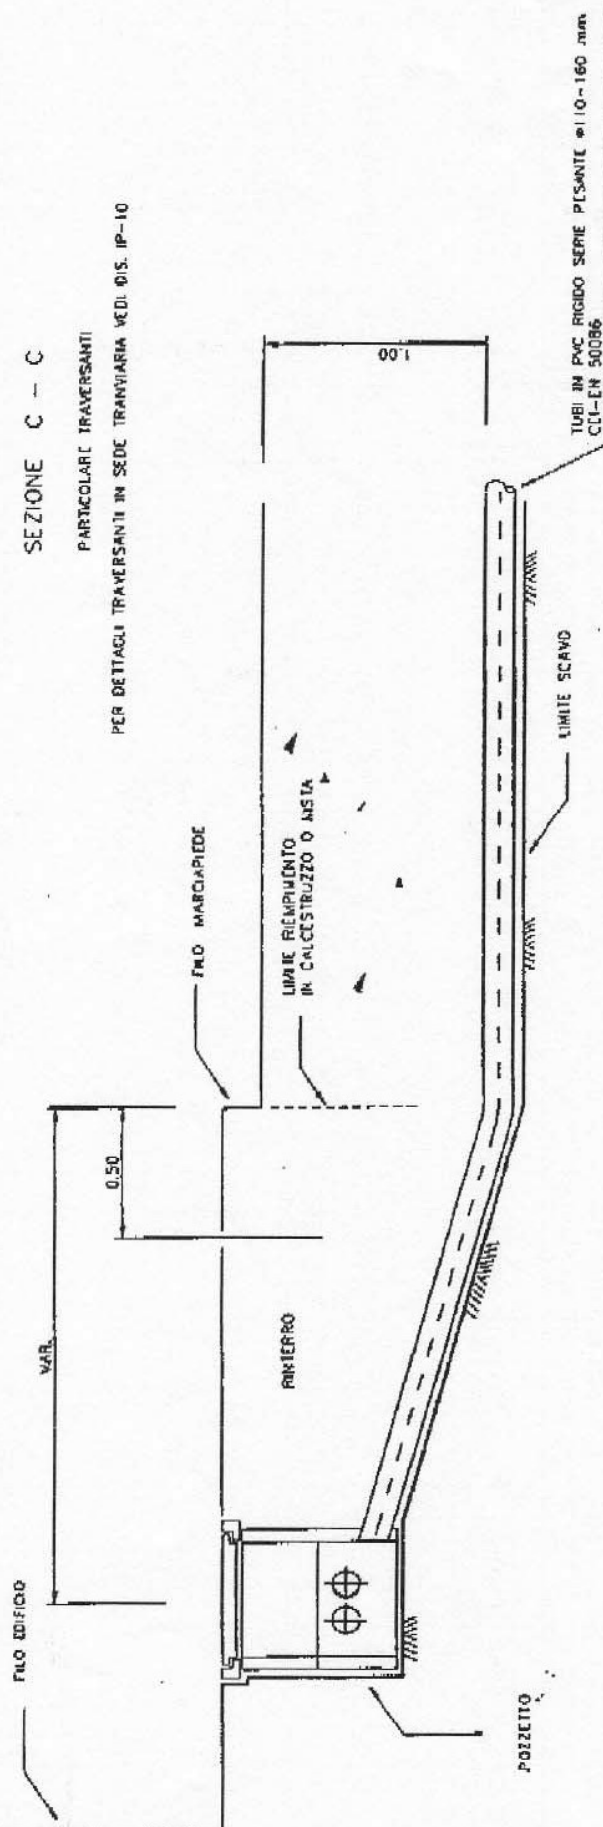 SEZIONE C - C
PARTICOLARE TRAVERSANTI
PER DETTAGLI TRAVERSANTI IN SEDE TRANVIARIA VEDI DIS. IP-10
FILO EDIFICIO
VAR.
0.50
FILO MARCIAPIEDE
LIMITE RIEMPIMENTO
IN CALCESTRUZZO O MISTA
RINTERRO
1.00
POZZETTO
LIMITE SCAVO
TUBI IN PVC RIGIDO SERIE PESANTE ø110-160 mm
CEI-EN 50086